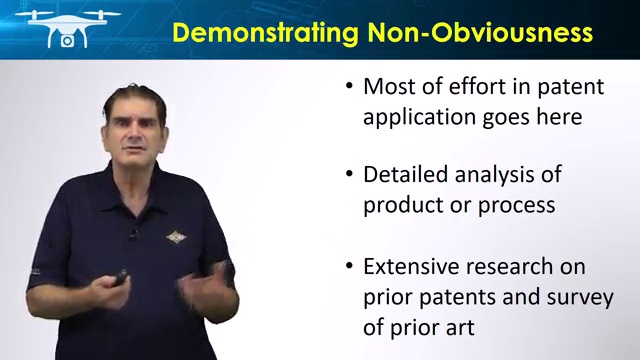 Demonstrating Non-Obviousness
• Most of effort in patent
application goes here
• Detailed analysis of
product or process
• Extensive research on
prior patents and survey
of prior art